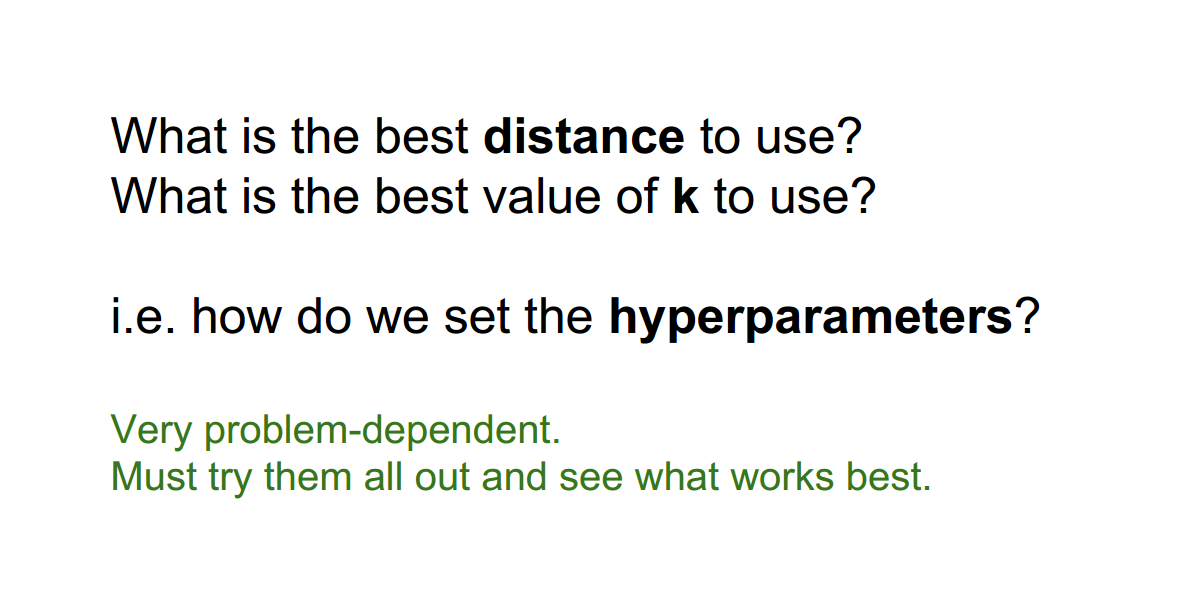 What is the best distance to use?
What is the best value of k to use?
i.e. how do we set the hyperparameters?
Very problem-dependent.
Must try them all out and see what works best.